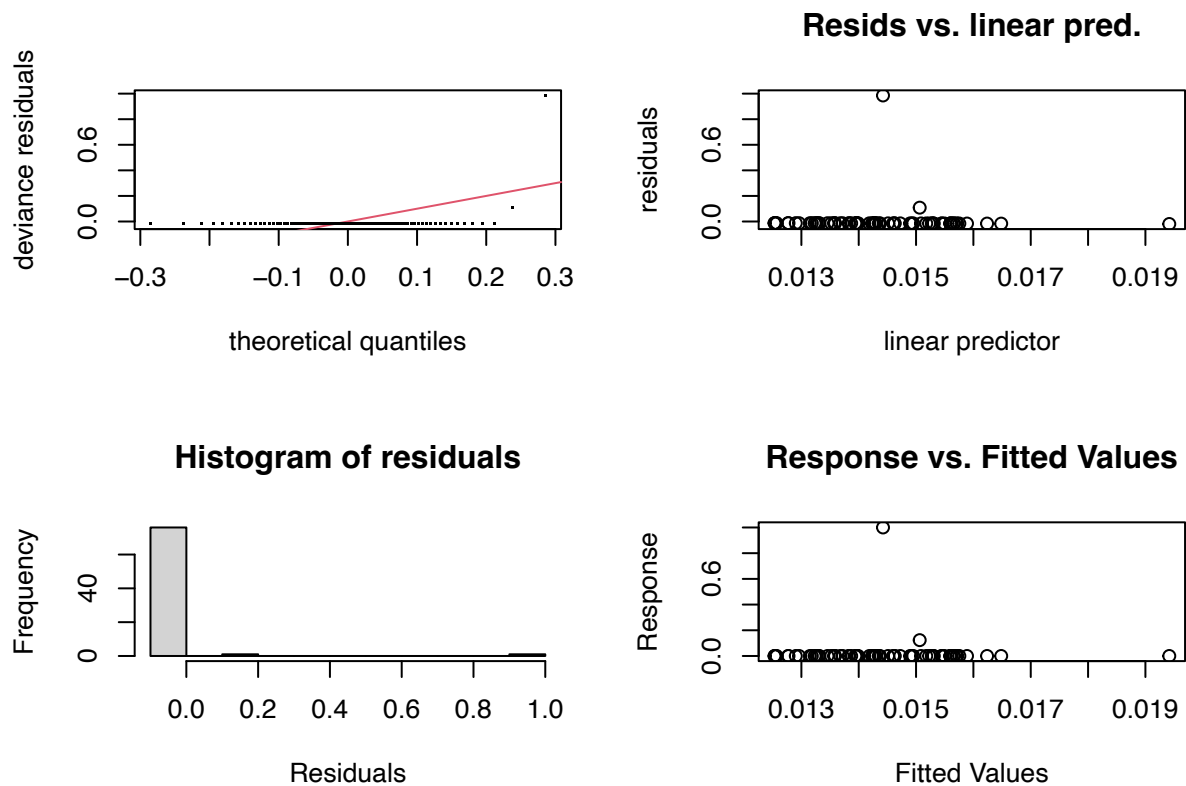 deviance residuals
0.0 0.6
−0.3 −0.1 0.0 0.1 0.2 0.3
theoretical quantiles
Resids vs. linear pred.
residuals
0.0 0.6
0.013 0.015 0.017 0.019
linear predictor
Histogram of residuals
Frequency
0 40
0.0 0.2 0.4 0.6 0.8 1.0
Residuals
Response vs. Fitted Values
Response
0.0 0.6
0.013 0.015 0.017 0.019
Fitted Values